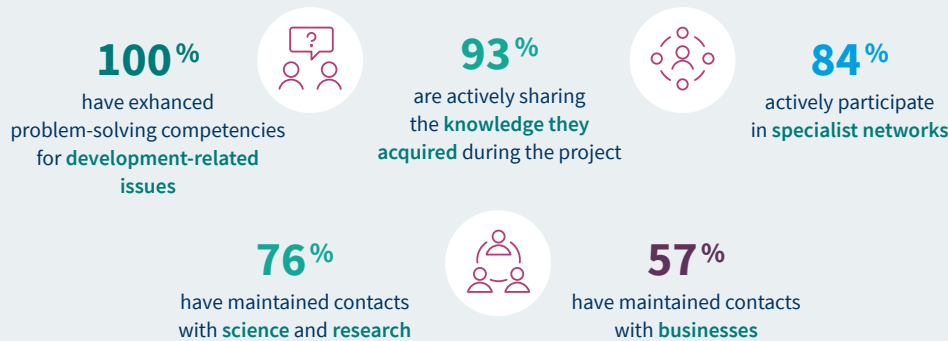 100%
have enhanced
problem-solving competencies
for development-related
issues
?
93%
are actively sharing
the knowledge they
acquired during the project
84%
actively participate
in specialist networks
76%
have maintained contacts
with science and research
57%
have maintained contacts
with businesses